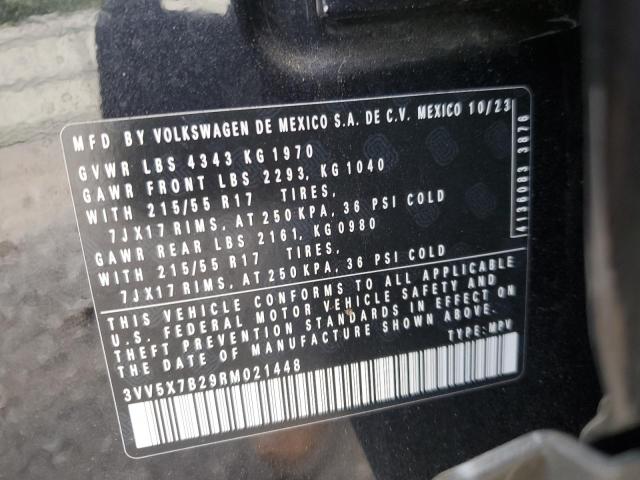 MFD BY VOLKSWAGEN DE MEXICO S.A. DE C.V. MEXICO 10/23
GVWR LBS 4343 KG 1970
GAWR FRONT LBS 2293, KG 1040
WITH 215/55 R17 TIRES,
7JX17 RIMS, AT 250 KPA, 36 PSI COLD
GAWR REAR LBS 2161, KG 0980
WITH 215/55 R17 TIRES,
7JX17 RIMS, AT 250 KPA, 36 PSI COLD
THIS VEHICLE CONFORMS TO ALL APPLICABLE
U.S. FEDERAL MOTOR VEHICLE SAFETY AND
THEFT PREVENTION STANDARDS IN EFFECT ON
THE DATE OF MANUFACTURE SHOWN ABOVE.
TYPE: MPV
3VV5X7B29RM021448
4136083 3876